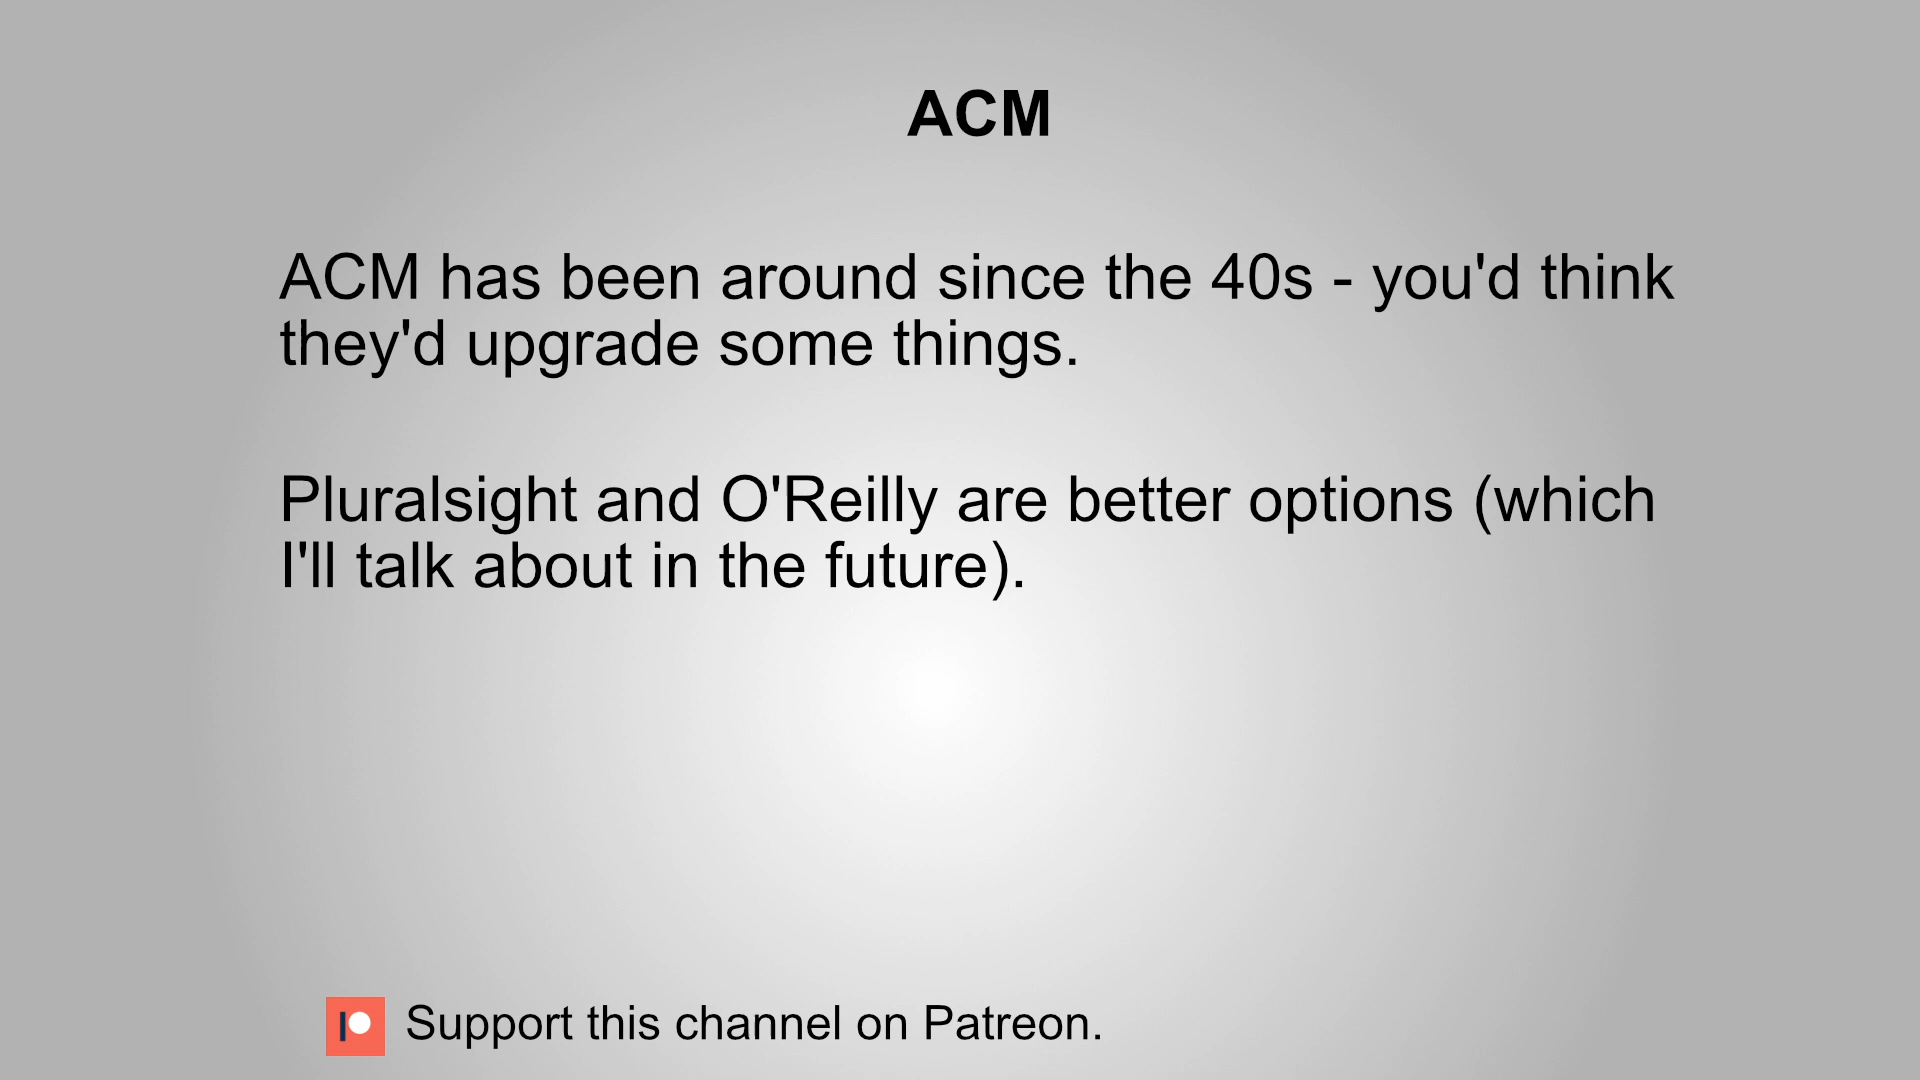 ACM
ACM has been around since the 40s - you'd think
they'd upgrade some things.
Pluralsight and O'Reilly are better options (which
I'll talk about in the future).
Support this channel on Patreon.